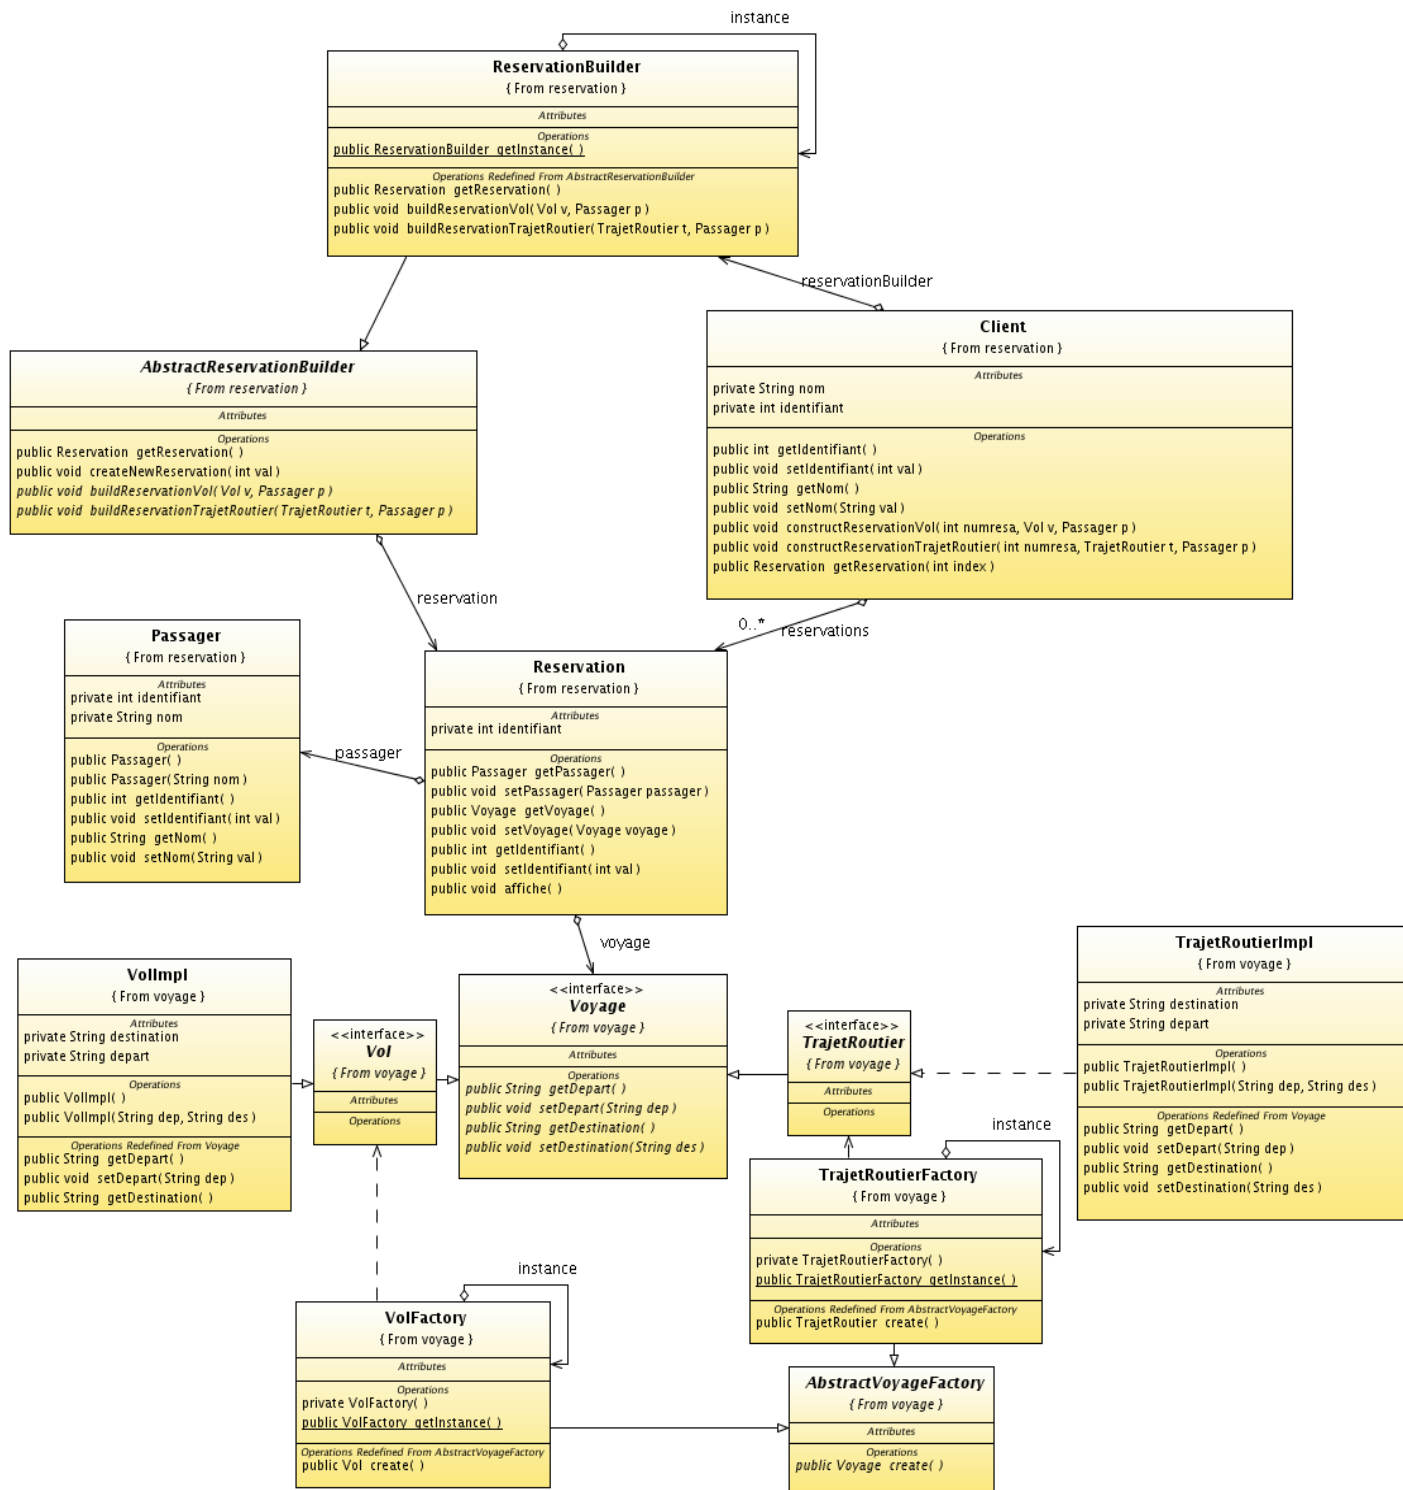 instance
ReservationBuilder
{ From reservation }
Attributes
Operations
public ReservationBuilder getInstance( )
Operations Redefined From AbstractReservationBuilder
public Reservation getReservation( )
public void buildReservationVol( Vol v, Passager p )
public void buildReservationTrajetRoutier( TrajetRoutier t, Passager p )
reservationBuilder
AbstractReservationBuilder
{ From reservation }
Attributes
Operations
public Reservation getReservation( )
public void createNewReservation( int val )
public void buildReservationVol( Vol v, Passager p )
public void buildReservationTrajetRoutier( TrajetRoutier t, Passager p )
Client
{ From reservation }
Attributes
private String nom
private int identifiant
Operations
public int getIdentifiant( )
public void setIdentifiant( int val )
public String getNom( )
public void setNom( String val )
public void constructReservationVol( int numresa, Vol v, Passager p )
public void constructReservationTrajetRoutier( int numresa, TrajetRoutier t, Passager p )
public Reservation getReservation( int index )
reservation
0..*
reservations
Passager
{ From reservation }
Attributes
private int identifiant
private String nom
Operations
public Passager( )
public Passager( String nom )
public int getIdentifiant( )
public void setIdentifiant( int val )
public String getNom( )
public void setNom( String val )
passager
Reservation
{ From reservation }
Attributes
private int identifiant
Operations
public Passager getPassager( )
public void setPassager( Passager passager )
public Voyage getVoyage( )
public void setVoyage( Voyage voyage )
public int getIdentifiant( )
public void setIdentifiant( int val )
public void affiche( )
voyage
VolImpl
{ From voyage }
Attributes
private String destination
private String depart
Operations
public VolImpl( )
public VolImpl( String dep, String des )
Operations Redefined From Voyage
public String getDepart( )
public void setDepart( String dep )
public String getDestination( )
<<interface>>
Vol
{ From voyage }
Attributes
Operations
<<interface>>
Voyage
{ From voyage }
Attributes
Operations
public String getDepart( )
public void setDepart( String dep )
public String getDestination( )
public void setDestination( String des )
<<interface>>
TrajetRoutier
{ From voyage }
Attributes
Operations
TrajetRoutierImpl
{ From voyage }
Attributes
private String destination
private String depart
Operations
public TrajetRoutierImpl( )
public TrajetRoutierImpl( String dep, String des )
Operations Redefined From Voyage
public String getDepart( )
public void setDepart( String dep )
public String getDestination( )
public void setDestination( String des )
instance
TrajetRoutierFactory
{ From voyage }
Attributes
Operations
private TrajetRoutierFactory( )
public TrajetRoutierFactory getInstance( )
Operations Redefined From AbstractVoyageFactory
public TrajetRoutier create( )
instance
VolFactory
{ From voyage }
Attributes
Operations
private VolFactory( )
public VolFactory getInstance( )
Operations Redefined From AbstractVoyageFactory
public Vol create( )
AbstractVoyageFactory
{ From voyage }
Attributes
Operations
public Voyage create( )